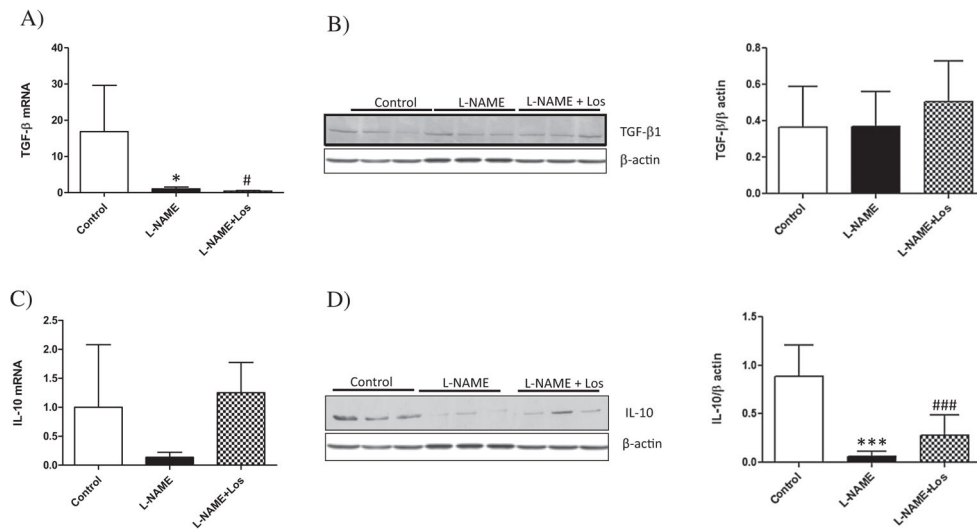 A)
TGF-β mRNA
40
30
20
10
0
*
#
Control
L-NAME
L-NAME+Los
B)
Control L-NAME L-NAME + Los
TGF-β1
β-actin
TGF-β/β actin
0.8
0.6
0.4
0.2
0.0
Control
L-NAME
L-NAME+Los
C)
IL-10 mRNA
2.5
2.0
1.5
1.0
0.5
0.0
Control
L-NAME
L-NAME+Los
D)
Control L-NAME L-NAME + Los
IL-10
β-actin
IL-10/β actin
1.5
1.0
0.5
0.0
***
###
Control
L-NAME
L-NAME+Los